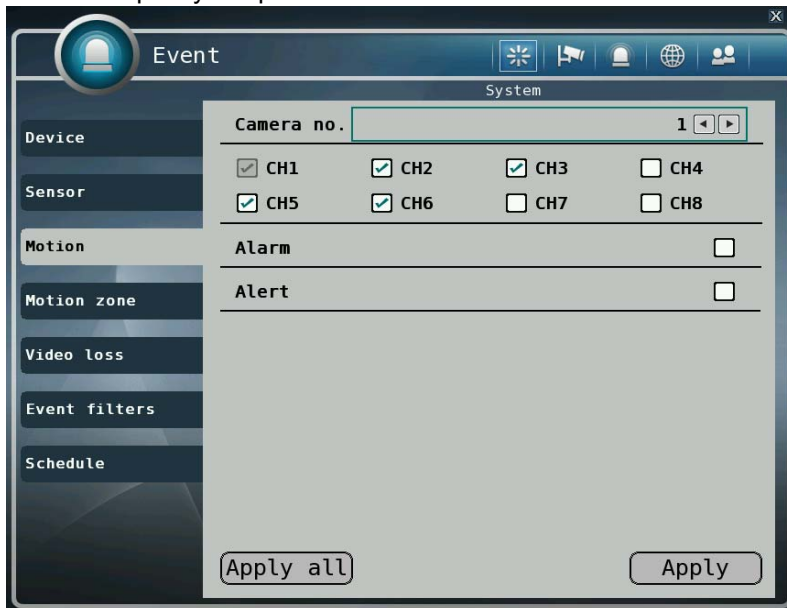 X
Event
System
Device
Sensor
Motion
Motion zone
Video loss
Event filters
Schedule
Camera no. 1
CH1 CH2 CH3 CH4
CH5 CH6 CH7 CH8
Alarm
Alert
Apply all Apply